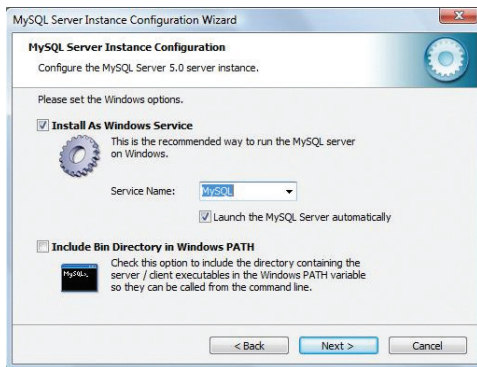 MySQL Server Instance Configuration Wizard
MySQL Server Instance Configuration
Configure the MySQL Server 5.0 server instance.
Please set the Windows options.
Install As Windows Service
This is the recommended way to run the MySQL server
on Windows.
Service Name:
MySQL
Launch the MySQL Server automatically
Include Bin Directory in Windows PATH
Check this option to include the directory containing the
server / client executables in the Windows PATH variable
so they can be called from the command line.
MySQL>_
< Back
Next >
Cancel